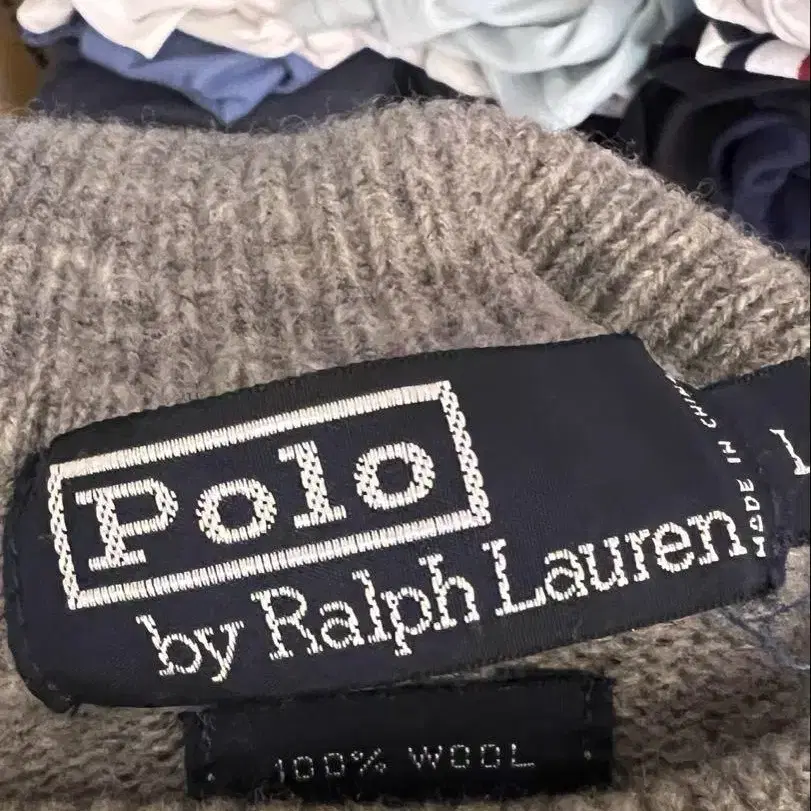 Polo
by Ralph Lauren
MADE IN CHINA
100% WOOL